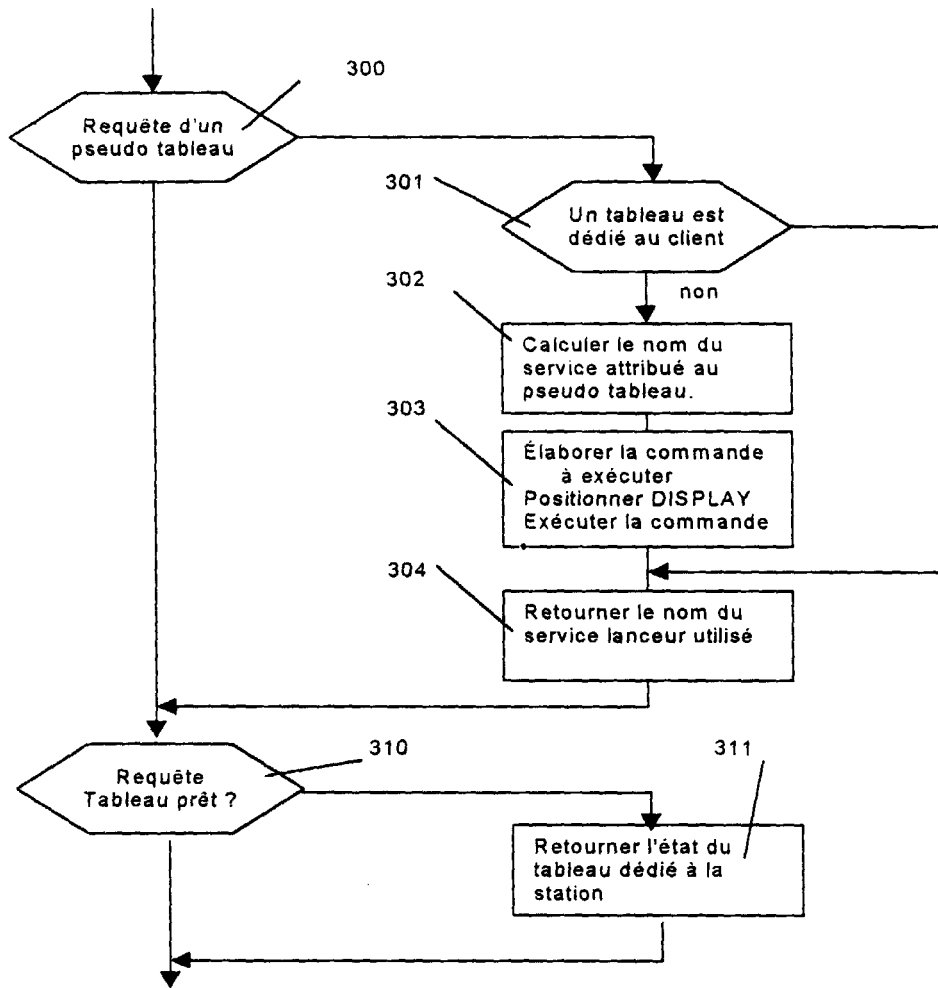 300
Requête d'un
pseudo tableau
301
Un tableau est
dédié au client
302
non
Calculer le nom du
service attribué au
pseudo tableau.
303
Élaborer la commande
à exécuter
Positionner DISPLAY
Exécuter la commande
304
Retourner le nom du
service lanceur utilisé
310
311
Requête
Tableau prêt ?
Retourner l'état du
tableau dédié à la
station